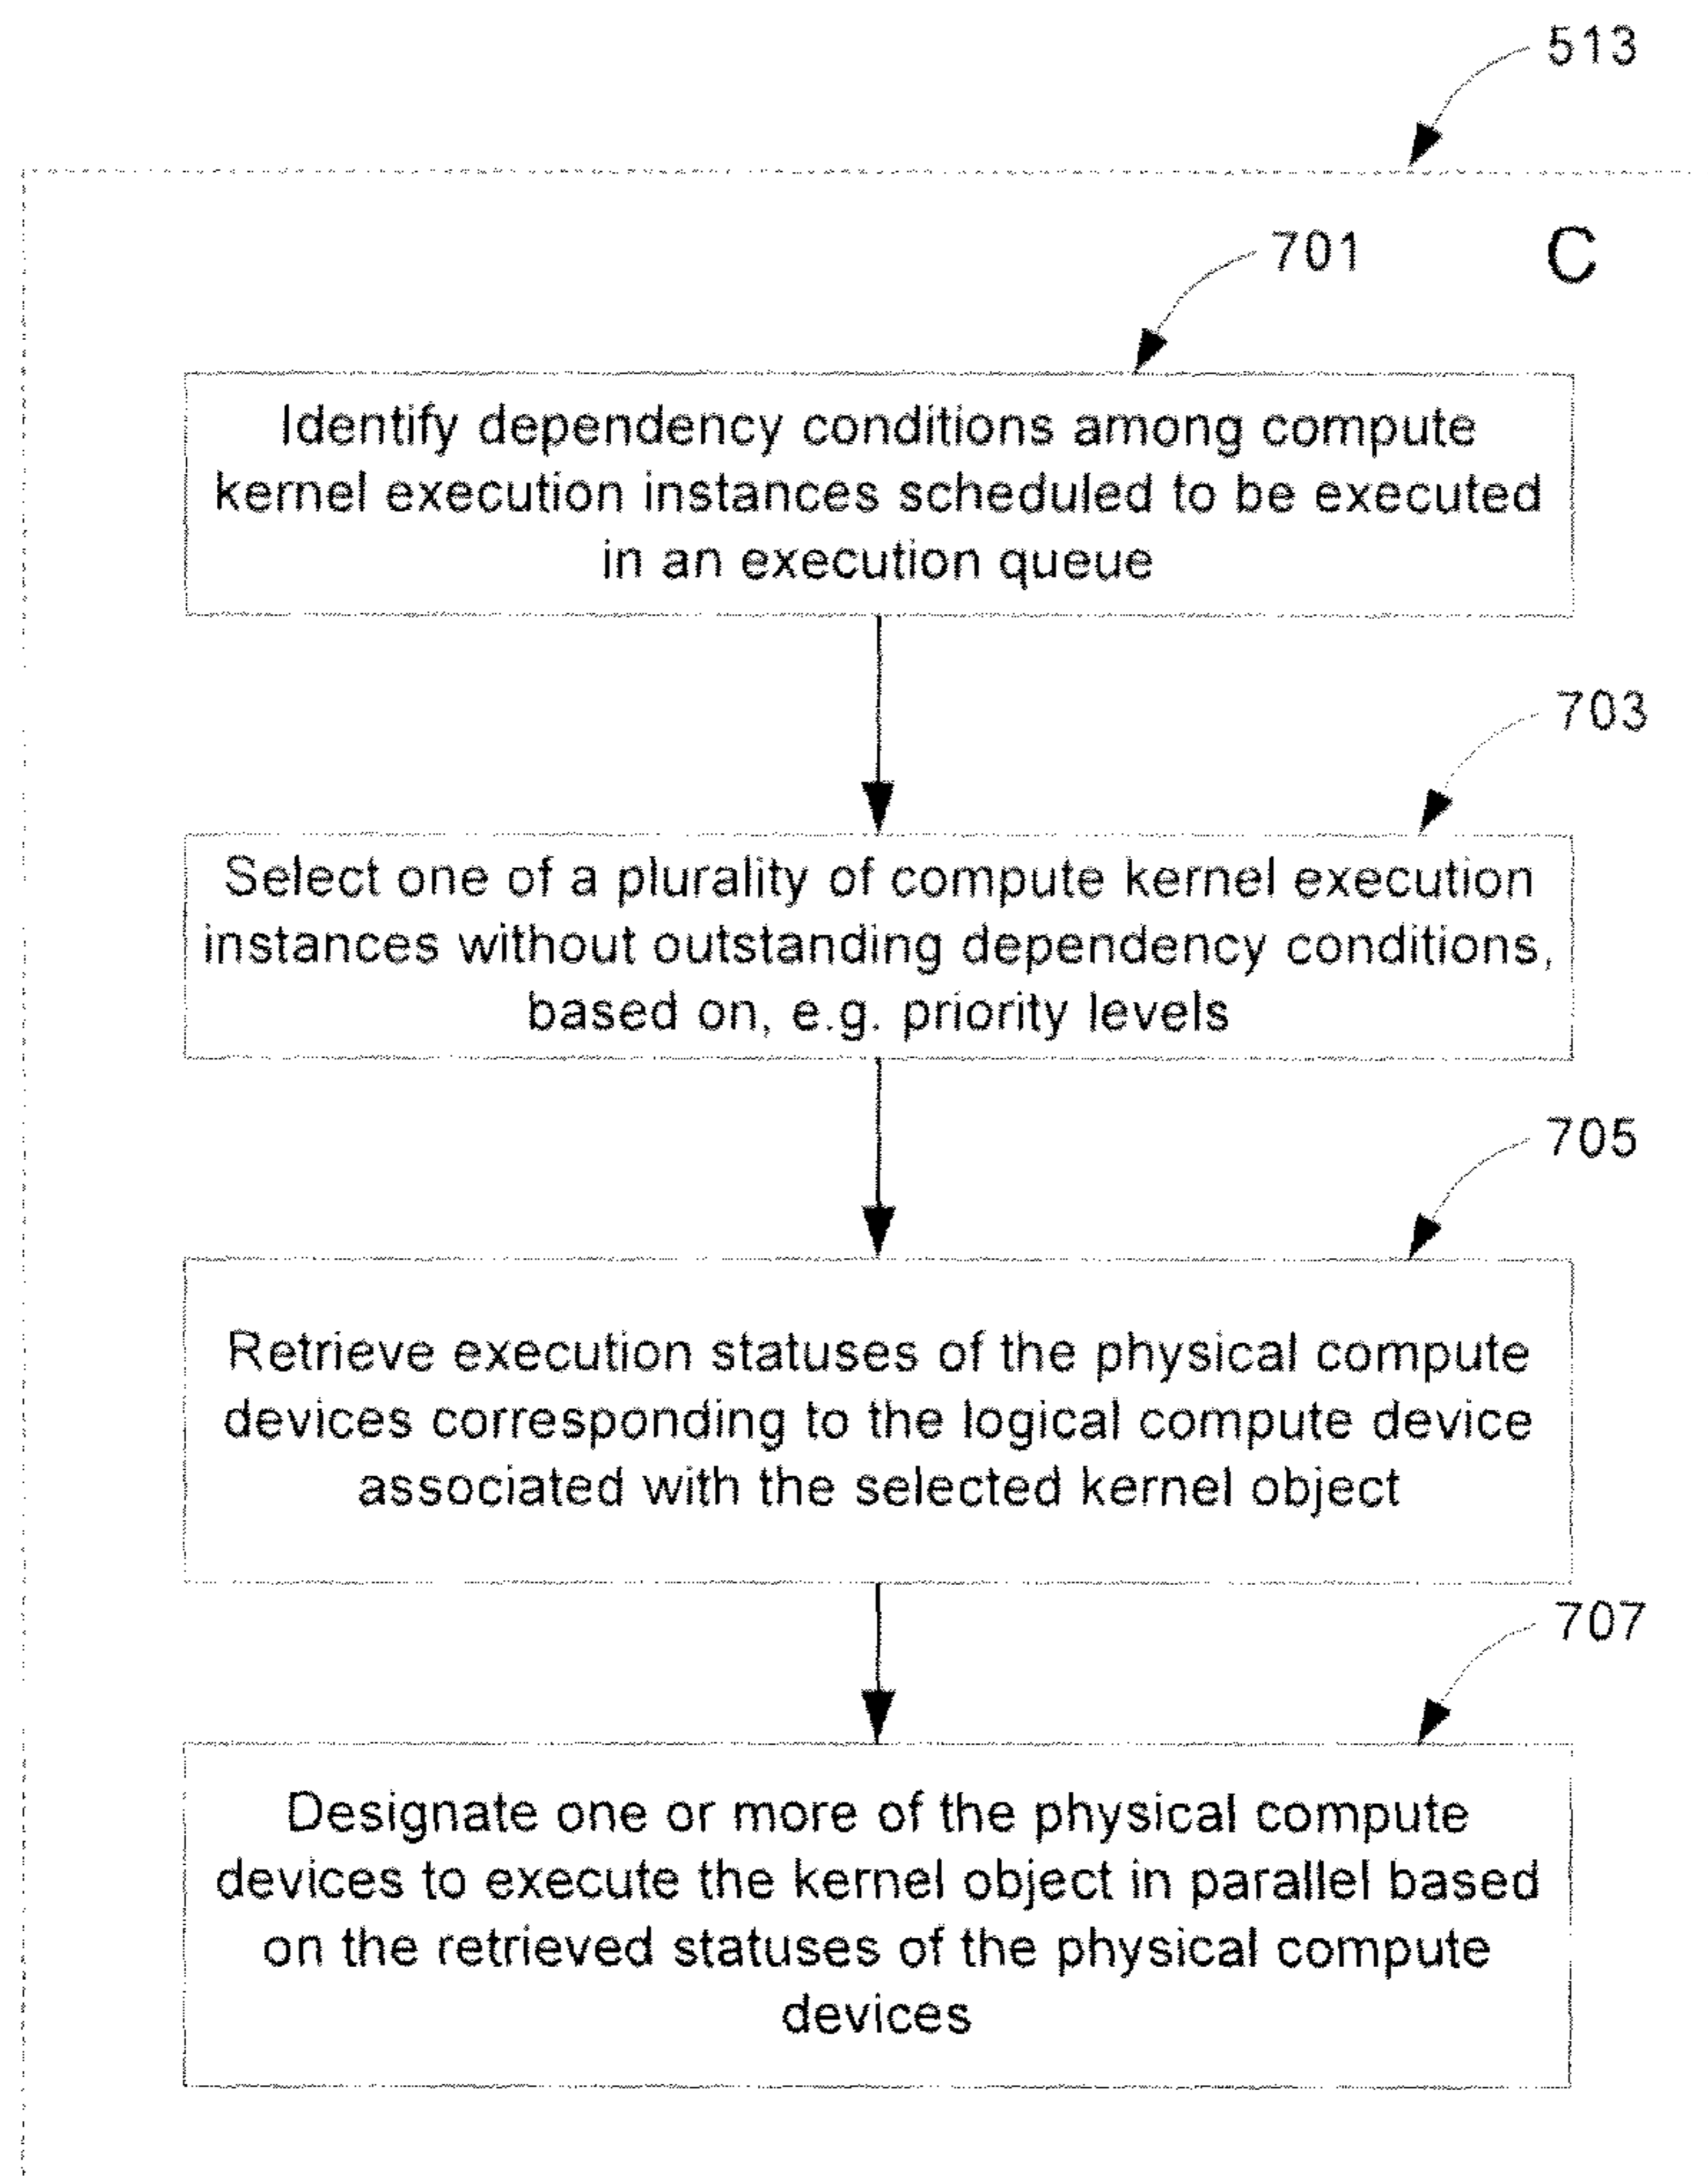 513
701
C
Identify dependency conditions among compute
kernel execution instances scheduled to be executed
in an execution queue
703
Select one of a plurality of compute kernel execution
instances without outstanding dependency conditions,
based on, e.g. priority levels
705
Retrieve execution statuses of the physical compute
devices corresponding to the logical compute device
associated with the selected kernel object
707
Designate one or more of the physical compute
devices to execute the kernel object in parallel based
on the retrieved statuses of the physical compute
devices